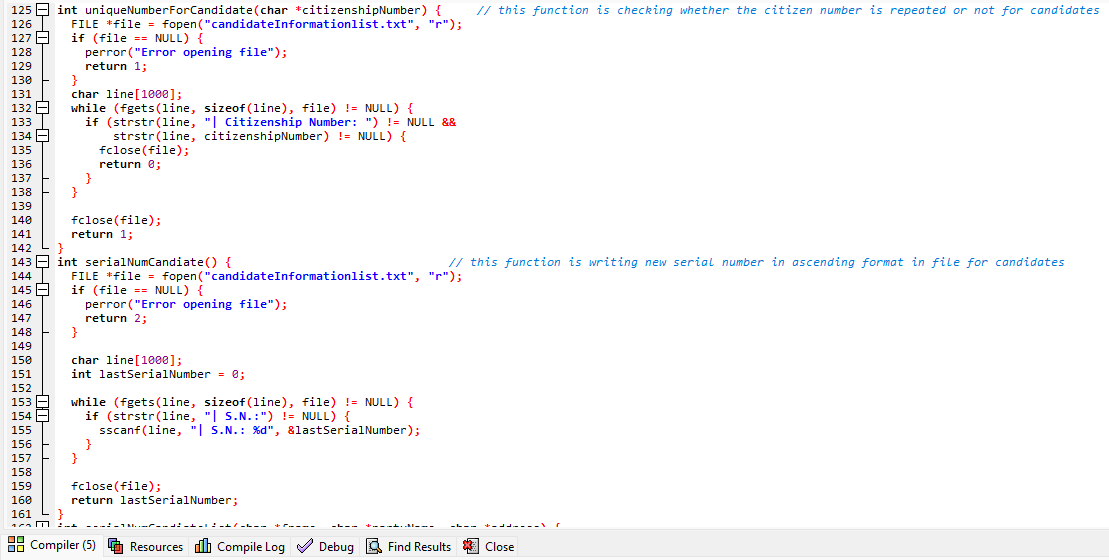 125 int uniqueNumberForCandidate(char *citizenshipNumber) { // this function is checking whether the citizen number is repeated or not for candidates
126 FILE *file = fopen("candidateInformationlist.txt", "r");
127 if (file == NULL) {
128 perror("Error opening file");
129 return 1;
130 }
131 char line[1000];
132 while (fgets(line, sizeof(line), file) != NULL) {
133 if (strstr(line, "| Citizenship Number: ") != NULL &&
134 strstr(line, citizenshipNumber) != NULL) {
135 fclose(file);
136 return 0;
137 }
138 }
139
140 fclose(file);
141 return 1;
142 }
143 int serialNumCandiate() { // this function is writing new serial number in ascending format in file for candidates
144 FILE *file = fopen("candidateInformationlist.txt", "r");
145 if (file == NULL) {
146 perror("Error opening file");
147 return 2;
148 }
149
150 char line[1000];
151 int lastSerialNumber = 0;
152
153 while (fgets(line, sizeof(line), file) != NULL) {
154 if (strstr(line, "| S.N.:") != NULL) {
155 sscanf(line, "| S.N.: %d", &lastSerialNumber);
156 }
157 }
158
159 fclose(file);
160 return lastSerialNumber;
161 }
Compiler (5) Resources Compile Log Debug Find Results Close